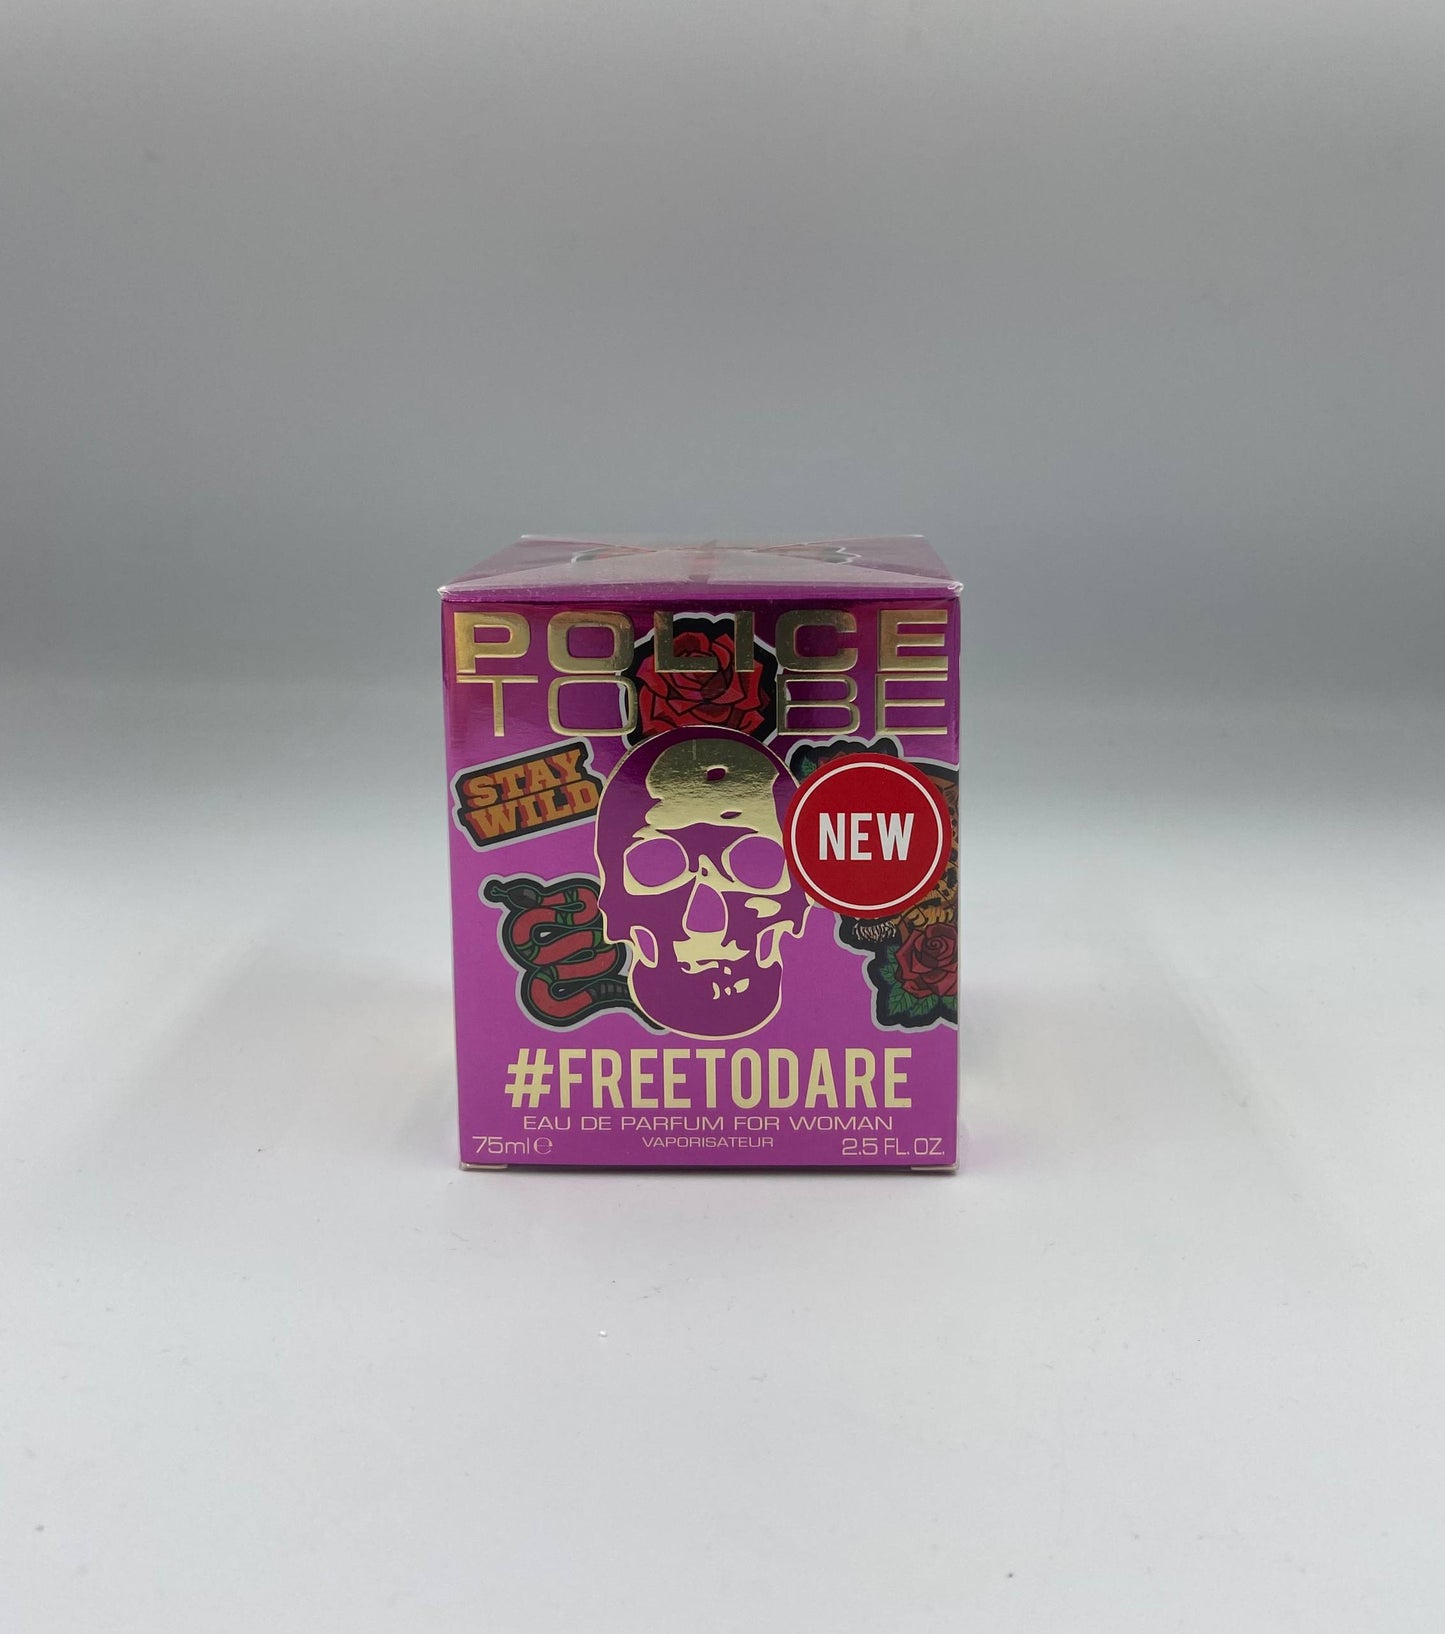 POLICE
TO BE
STAY
WILD
NEW
#FREETODARE
EAU DE PARFUM FOR WOMAN
VAPORISATEUR
75ml ℮
2.5 FL. OZ.